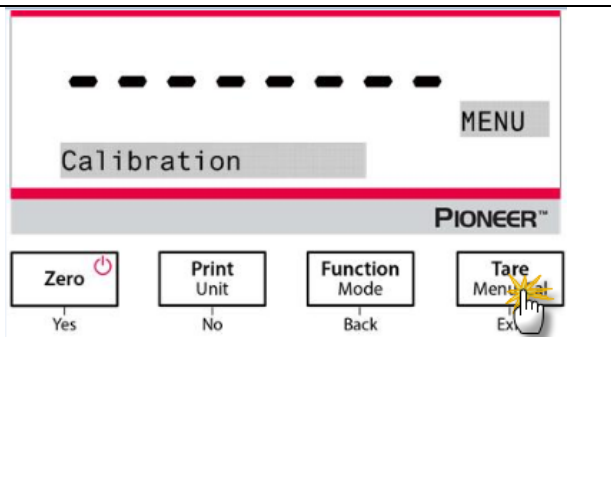 MENU
Calibration
PIONEER™
Zero
Print
Unit
Function
Mode
Tare
Yes
No
Back